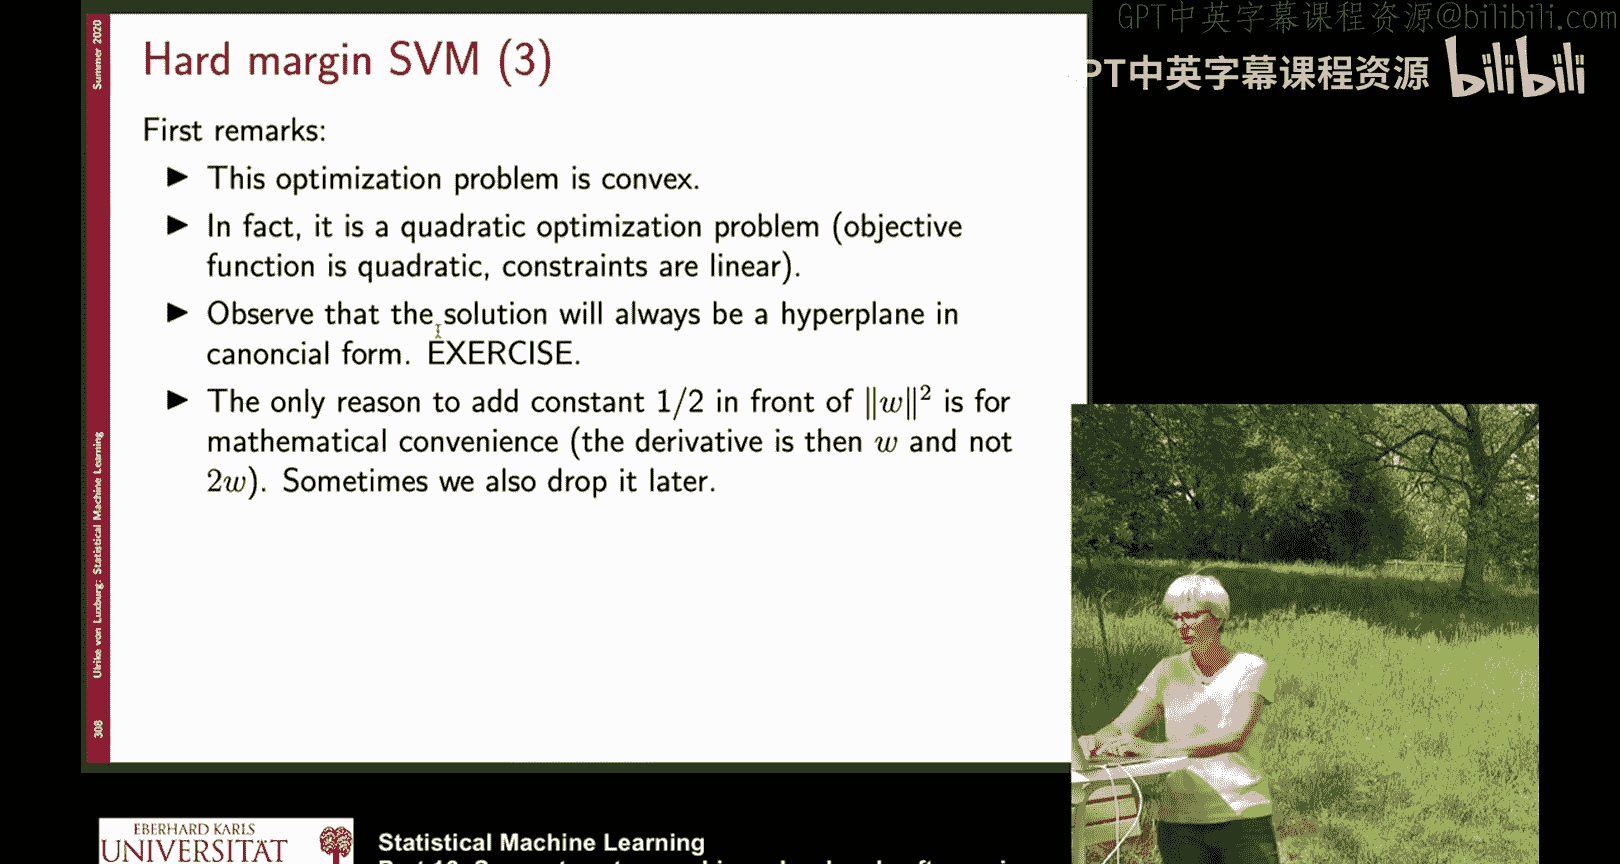 GPT中英字幕课程资源@bilibili.com
PT中英字幕课程资源 bilibili
Summer 2020
Hard margin SVM (3)
First remarks:
▶ This optimization problem is convex.
▶ In fact, it is a quadratic optimization problem (objective
function is quadratic, constraints are linear).
▶ Observe that the solution will always be a hyperplane in
canoncial form. EXERCISE.
▶ The only reason to add constant 1/2 in front of ‖w‖² is for
mathematical convenience (the derivative is then w and not
2w). Sometimes we also drop it later.
Ulrike von Luxburg: Statistical Machine Learning
308
EBERHARD KARLS
UNIVERSITÄT
Statistical Machine Learning